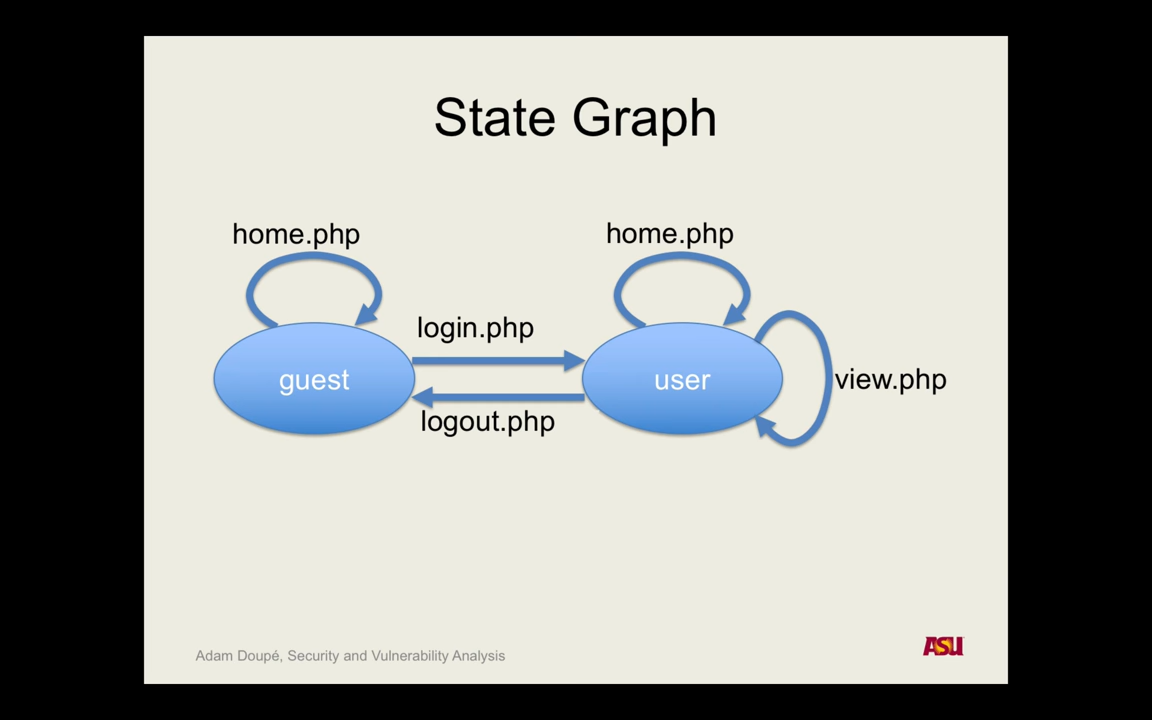 State Graph
home.php
home.php
login.php
guest
user
view.php
logout.php
Adam Doupé, Security and Vulnerability Analysis
ASU